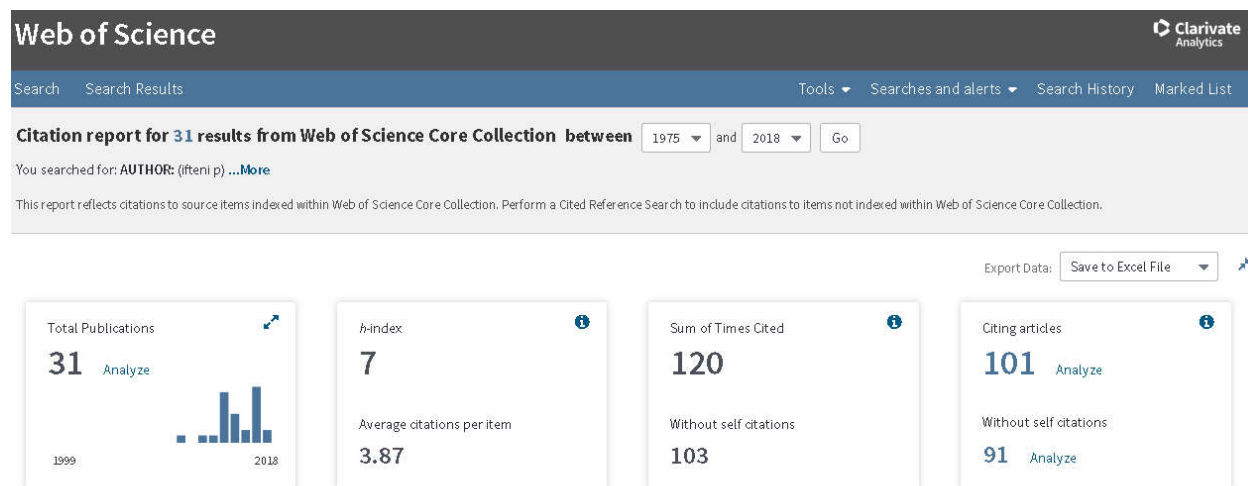 Web of Science
Clarivate
Analytics
Search Search Results Tools Searches and alerts Search History Marked List
Citation report for 31 results from Web of Science Core Collection between 1975 and 2018 Go
You searched for: AUTHOR: (ifteni p) ...More
This report reflects citations to source items indexed within Web of Science Core Collection. Perform a Cited Reference Search to include citations to items not indexed within Web of Science Core Collection.
Export Data: Save to Excel File
Total Publications
31 Analyze
1999 2018
h-index
7
Average citations per item
3.87
Sum of Times Cited
120
Without self citations
103
Citing articles
101 Analyze
Without self citations
91 Analyze